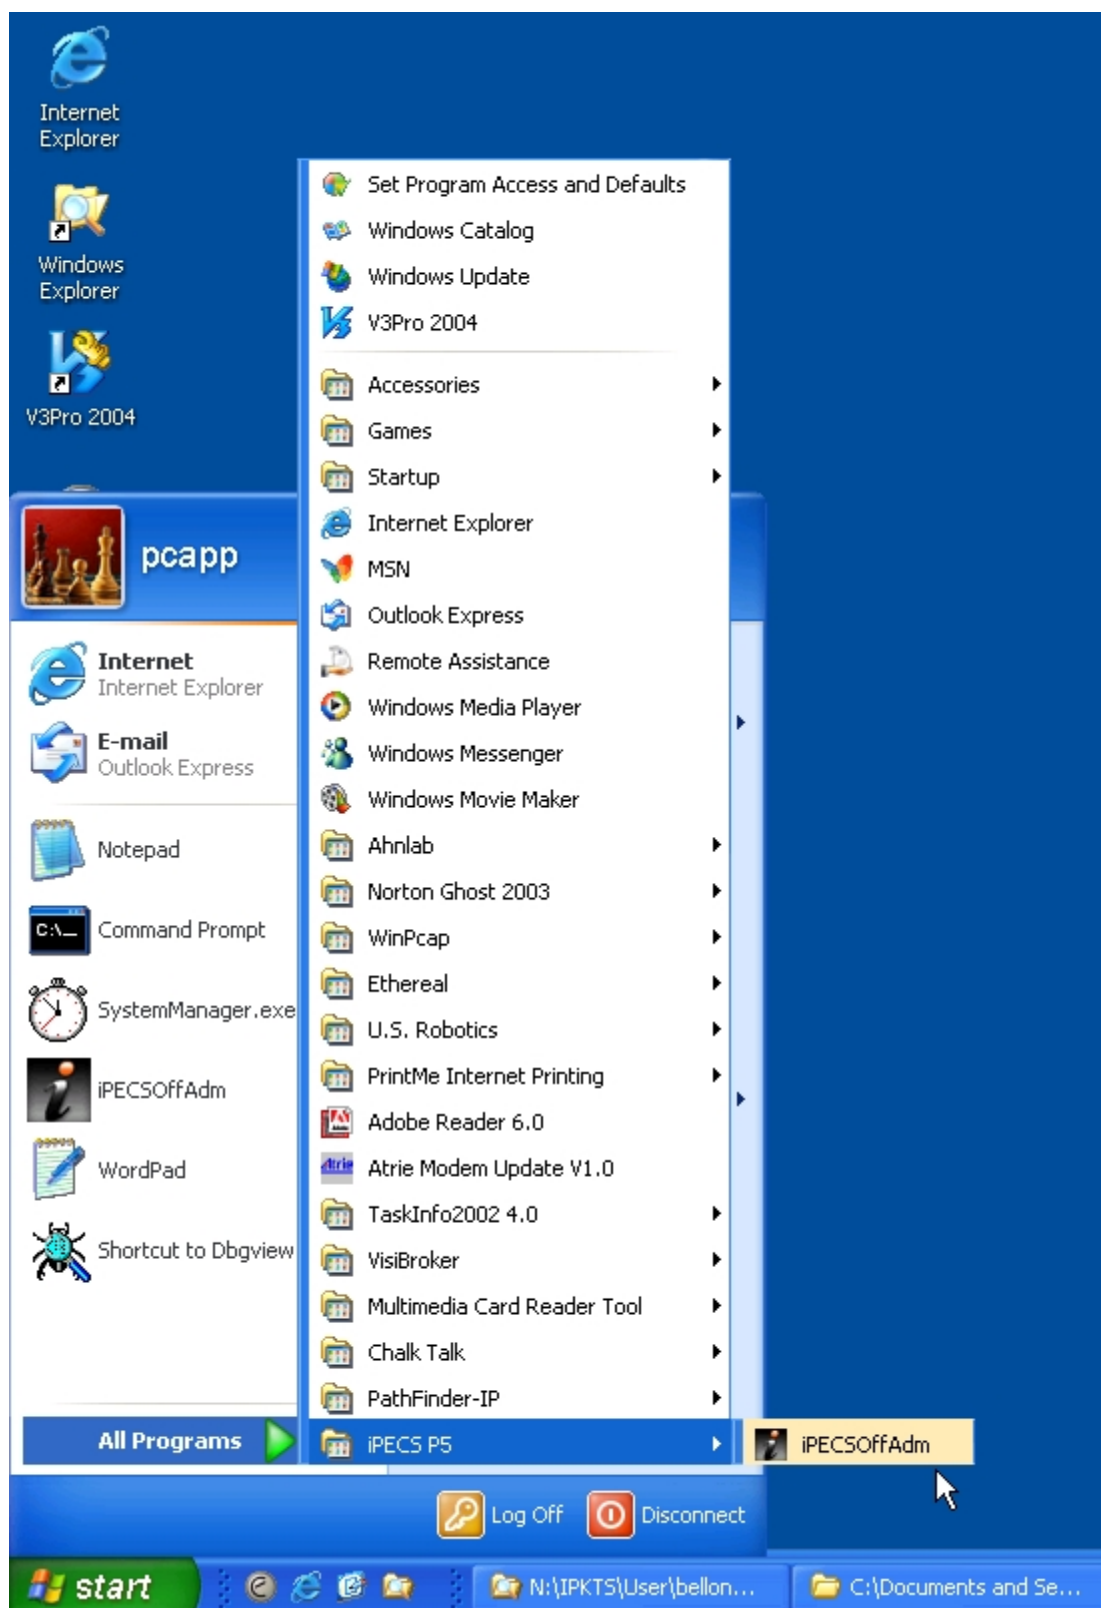 Internet
Explorer
Windows
Explorer
V3Pro 2004
pcapp
Internet
Internet Explorer
E-mail
Outlook Express
Notepad
C:\_
Command Prompt
SystemManager.exe
iPECSOffAdm
WordPad
Shortcut to Dbgview
All Programs
Set Program Access and Defaults
Windows Catalog
Windows Update
V3Pro 2004
Accessories
Games
Startup
Internet Explorer
MSN
Outlook Express
Remote Assistance
Windows Media Player
Windows Messenger
Windows Movie Maker
Ahnlab
Norton Ghost 2003
WinPcap
Ethereal
U.S. Robotics
PrintMe Internet Printing
Adobe Reader 6.0
Atrie Modem Update V1.0
TaskInfo2002 4.0
VisiBroker
Multimedia Card Reader Tool
Chalk Talk
PathFinder-IP
iPECS P5
iPECSOffAdm
Log Off
Disconnect
start
N:\IPKTS\User\bellon...
C:\Documents and Se...